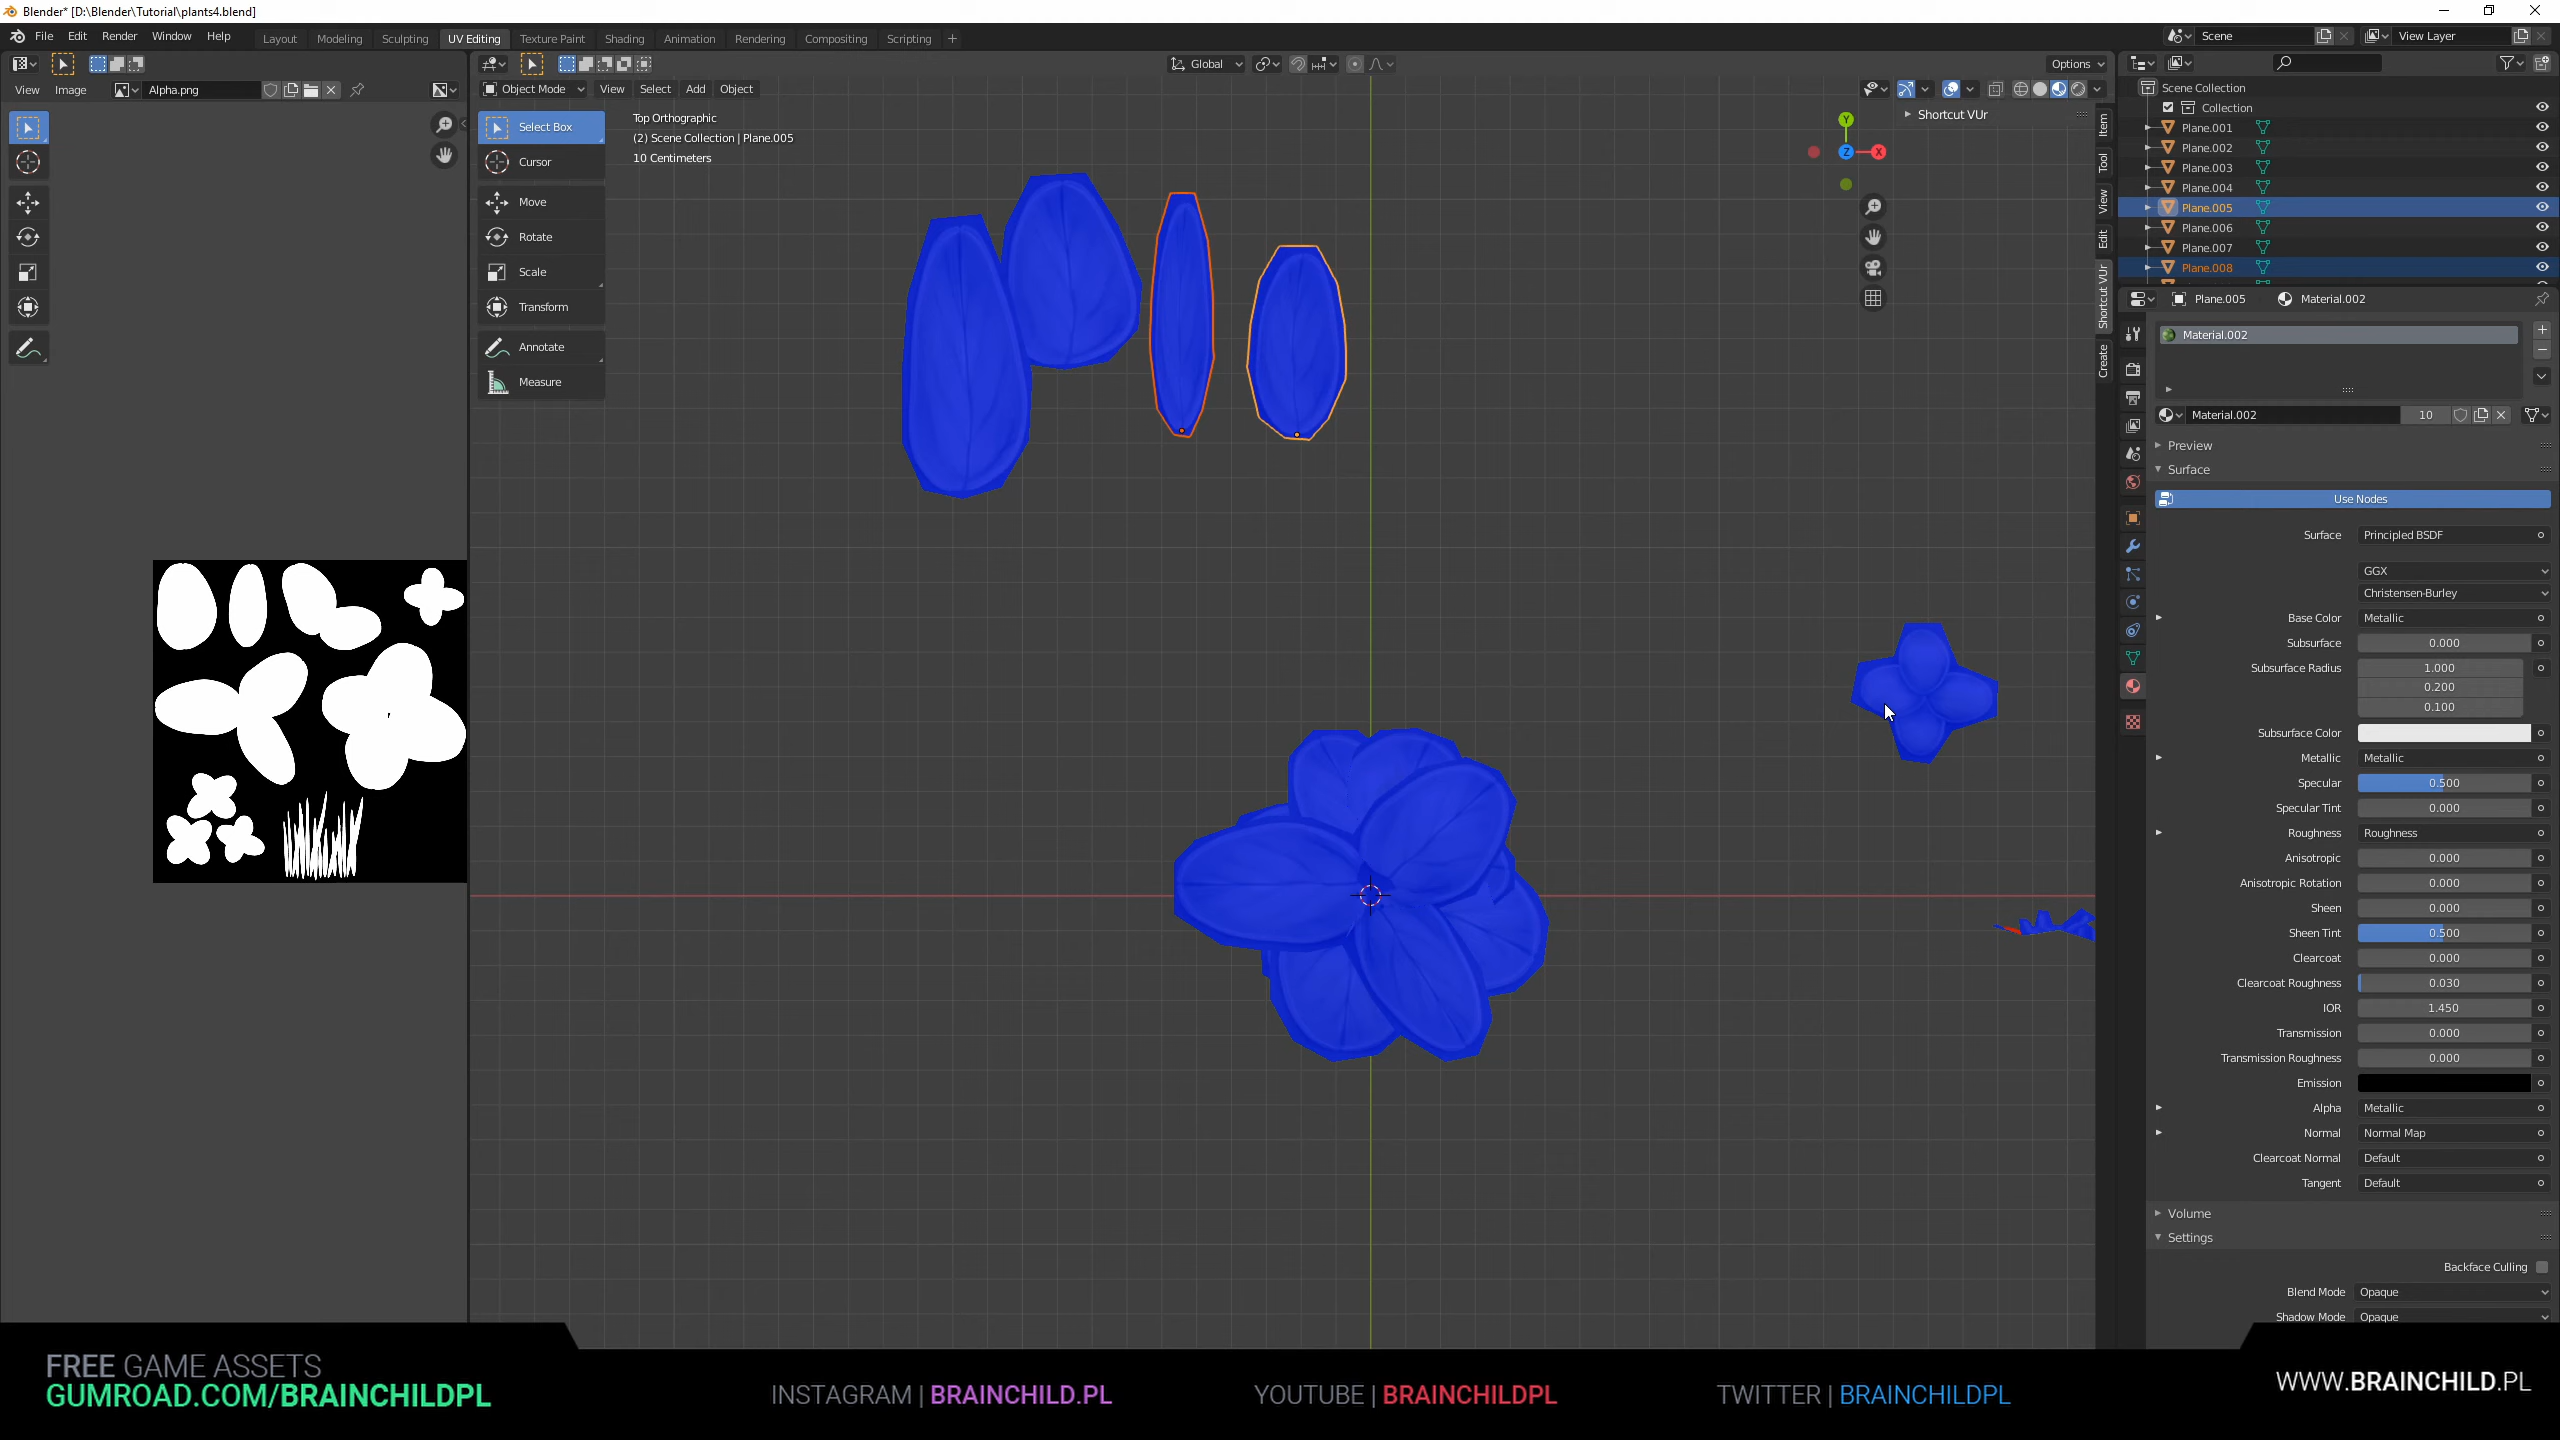 Blender* [D:\Blender\Tutorial\plants4.blend]
File Edit Render Window Help
Layout Modeling Sculpting UV Editing Texture Paint Shading Animation Rendering Compositing Scripting
Scene
View Layer
Global
Options
View Image Alpha.png
Object Mode View Select Add Object
Select Box
Cursor
Move
Rotate
Scale
Transform
Annotate
Measure
Top Orthographic
(2) Scene Collection | Plane.005
10 Centimeters
Y
Z
X
Shortcut VUr
Item
Tool
View
Edit
Shortcut VUr
Create
Scene Collection
Collection
Plane.001
Plane.002
Plane.003
Plane.004
Plane.005
Plane.006
Plane.007
Plane.008
Plane.005 Material.002
Material.002
Material.002 10
Preview
Surface
Use Nodes
Surface Principled BSDF
GGX
Christensen-Burley
Base Color Metallic
Subsurface 0.000
Subsurface Radius 1.000
0.200
0.100
Subsurface Color
Metallic Metallic
Specular 0.500
Specular Tint 0.000
Roughness Roughness
Anisotropic 0.000
Anisotropic Rotation 0.000
Sheen 0.000
Sheen Tint 0.500
Clearcoat 0.000
Clearcoat Roughness 0.030
IOR 1.450
Transmission 0.000
Transmission Roughness 0.000
Emission
Alpha Metallic
Normal Normal Map
Clearcoat Normal Default
Tangent Default
Volume
Settings
Backface Culling
Blend Mode Opaque
Shadow Mode Opaque
FREE GAME ASSETS
GUMROAD.COM/BRAINCHILDPL
INSTAGRAM | BRAINCHILD.PL
YOUTUBE | BRAINCHILDPL
TWITTER | BRAINCHILDPL
WWW.BRAINCHILD.PL